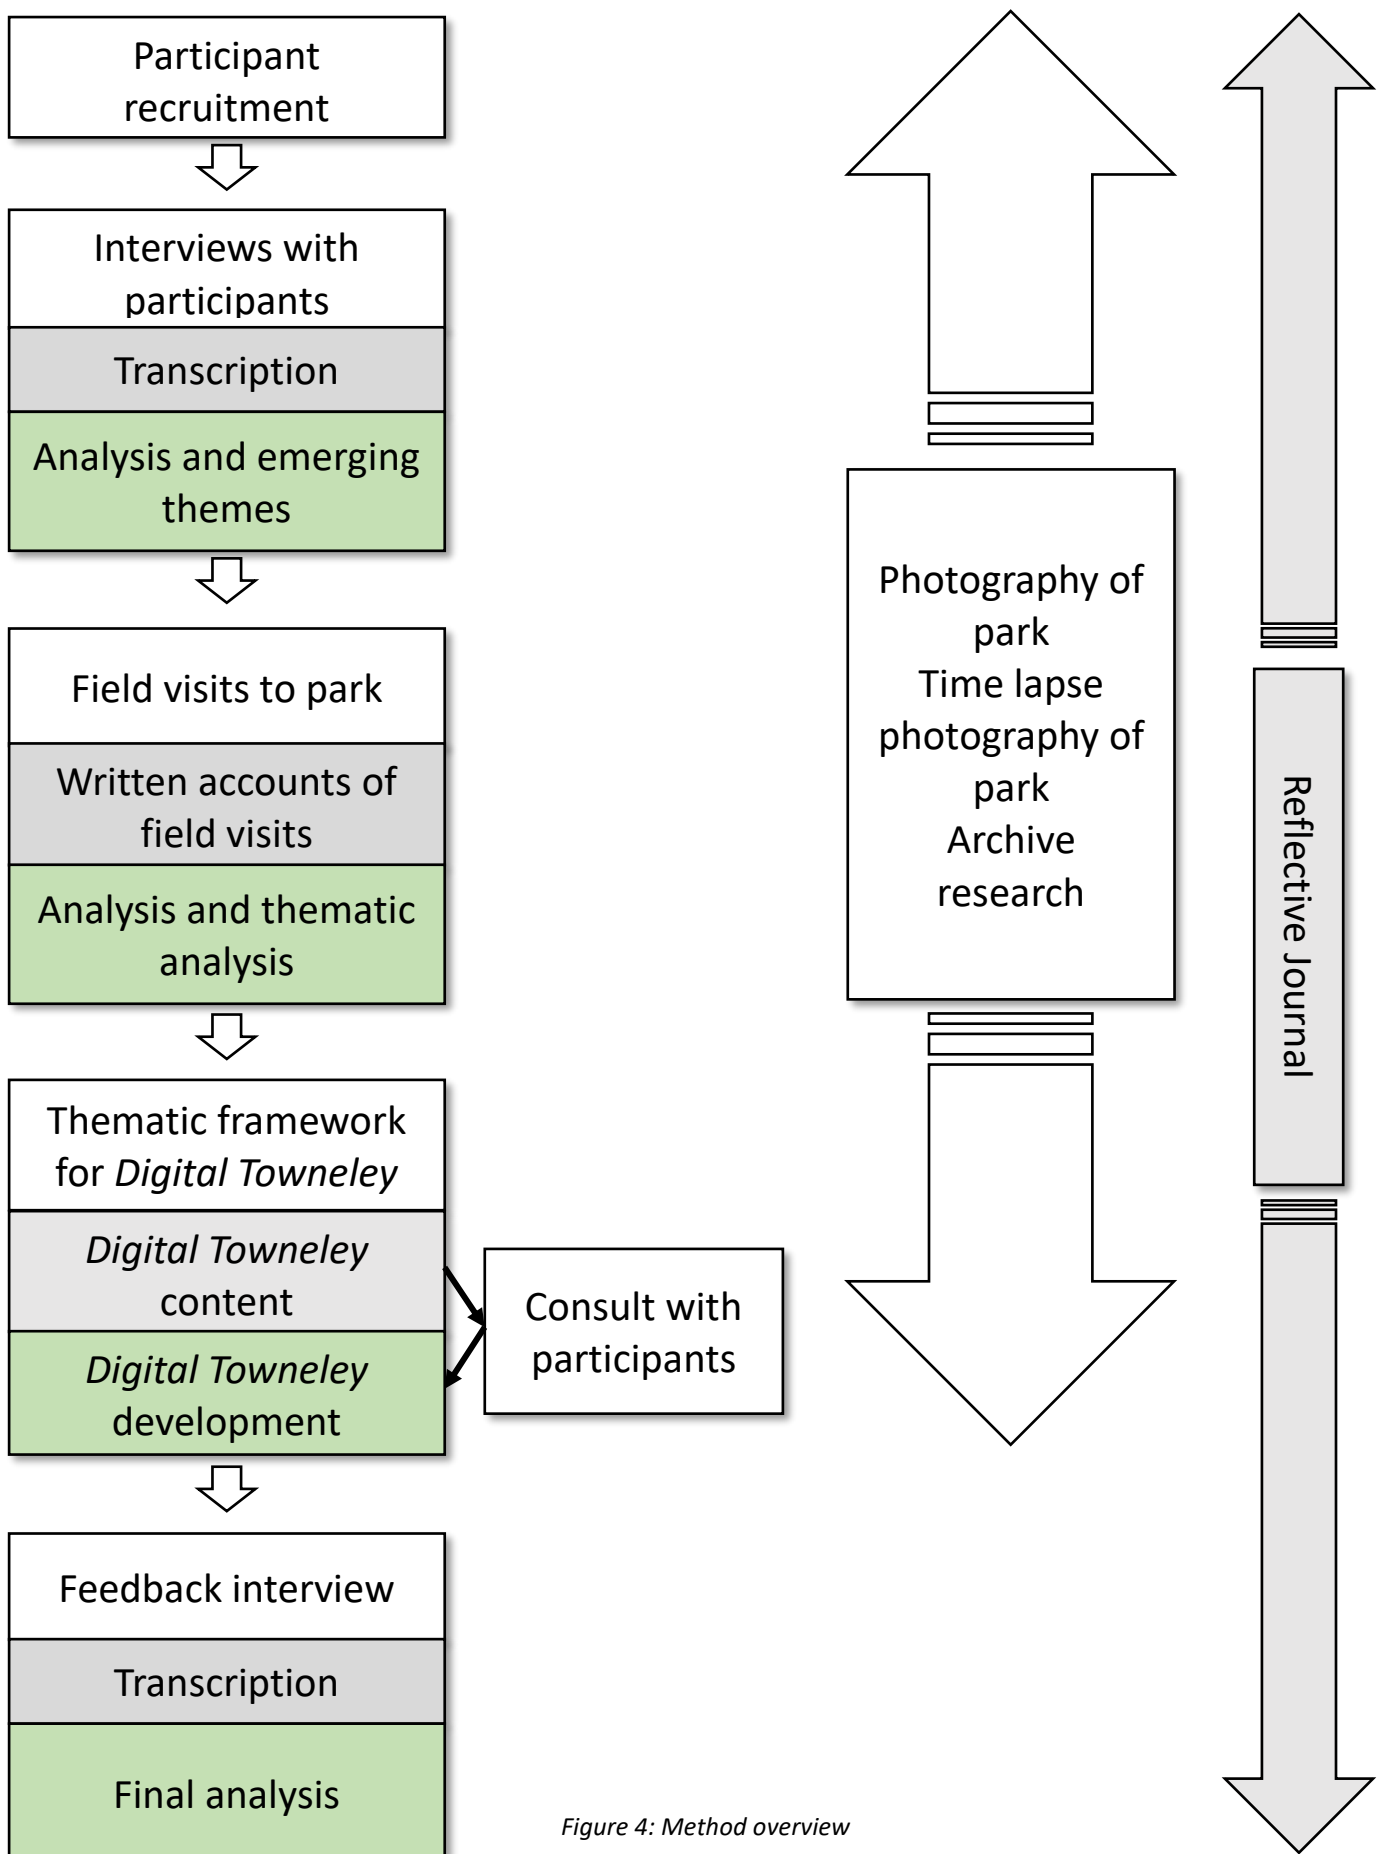 Participant
recruitment
Interviews with
participants
Transcription
Analysis and emerging
themes
Field visits to park
Written accounts of
field visits
Analysis and thematic
analysis
Thematic framework
for Digital Towneley
Digital Towneley
content
Digital Towneley
development
Consult with
participants
Feedback interview
Transcription
Final analysis
Photography of
park
Time lapse
photography of
park
Archive
research
Reflective Journal
Figure 4: Method overview